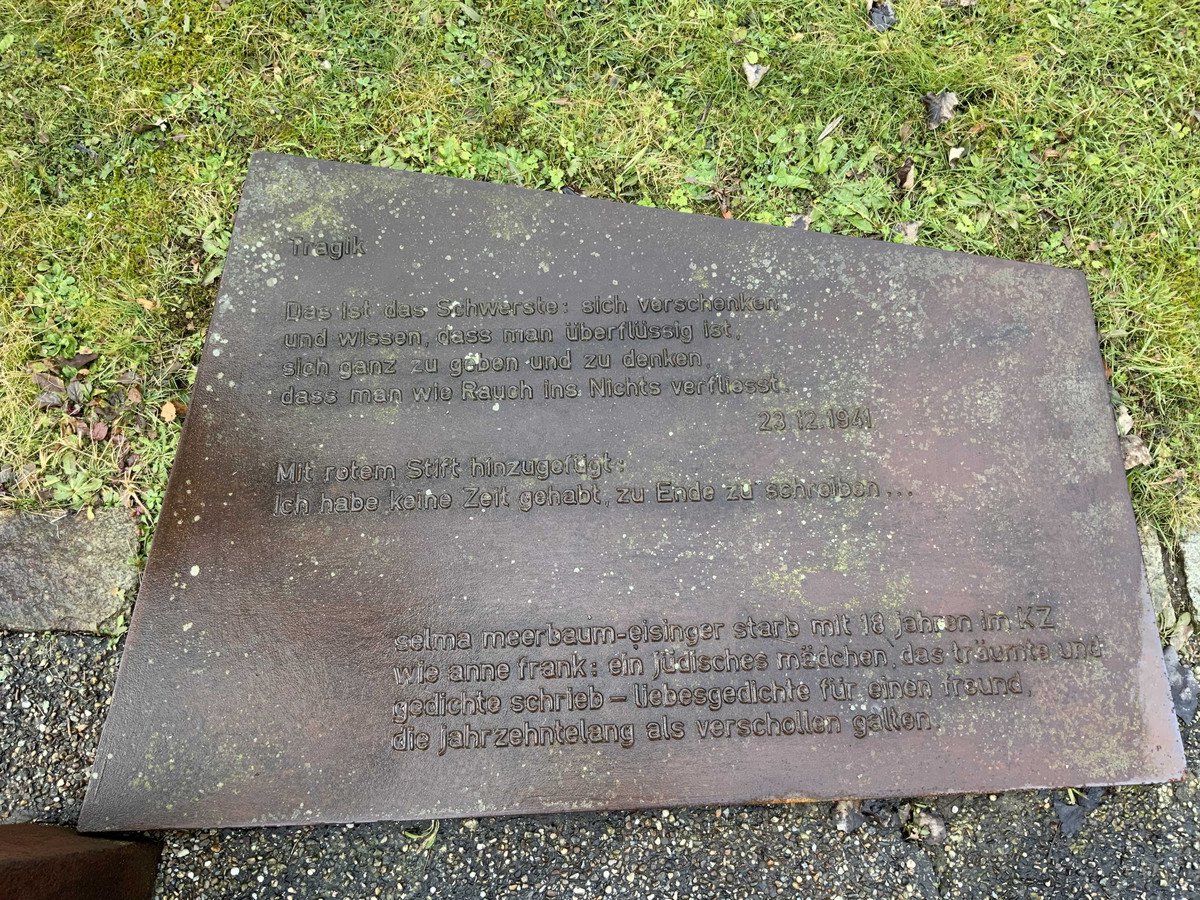 Tragik
Das ist das Schwerste: sich verschenken
und wissen, dass man überflüssig ist,
sich ganz zu geben und zu denken,
dass man wie Rauch ins Nichts verfliesst.
23.12.1941
Mit rotem Stift hinzugefügt:
Ich habe keine Zeit gehabt, zu Ende zu schreiben...
selma meerbaum-eisinger starb mit 18 jahren im KZ
wie anne frank: ein jüdisches mädchen, das träumte und
gedichte schrieb – liebesgedichte für einen freund,
die jahrzehntelang als verschollen galten.